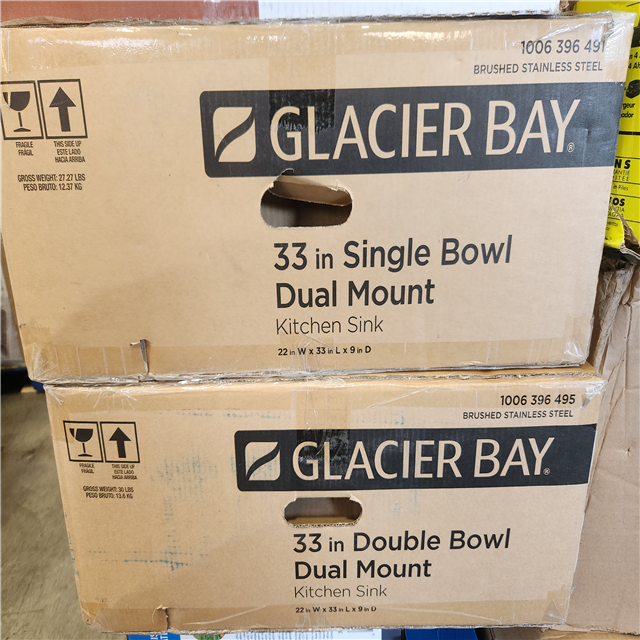 1006 396 491
BRUSHED STAINLESS STEEL
GLACIER BAY®
FRAGILE
FRÁGIL
THIS SIDE UP
ESTE LADO
HACIA ARRIBA
GROSS WEIGHT: 27.27 LBS
PESO BRUTO: 12.37 KG
33 in Single Bowl
Dual Mount
Kitchen Sink
22 in W x 33 in L x 9 in D
1006 396 495
BRUSHED STAINLESS STEEL
GLACIER BAY®
FRAGILE
FRÁGIL
THIS SIDE UP
ESTE LADO
HACIA ARRIBA
GROSS WEIGHT: 30 LBS
PESO BRUTO: 13.6 KG
33 in Double Bowl
Dual Mount
Kitchen Sink
22 in W x 33 in L x 9 in D